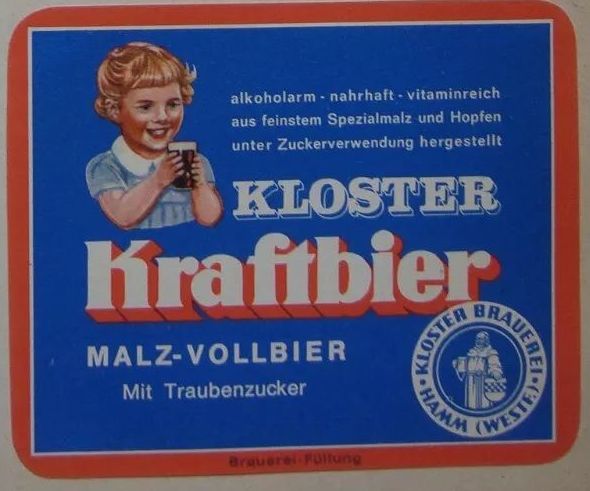 alkoholarm - nahrhaft - vitaminreich
aus feinstem Spezialmalz und Hopfen
unter Zuckerverwendung hergestellt
KLOSTER
Kraftbier
MALZ-VOLLBIER
Mit Traubenzucker
KLOSTER BRAUEREI
HAMM (WESTF.)
Brauerei-Füllung